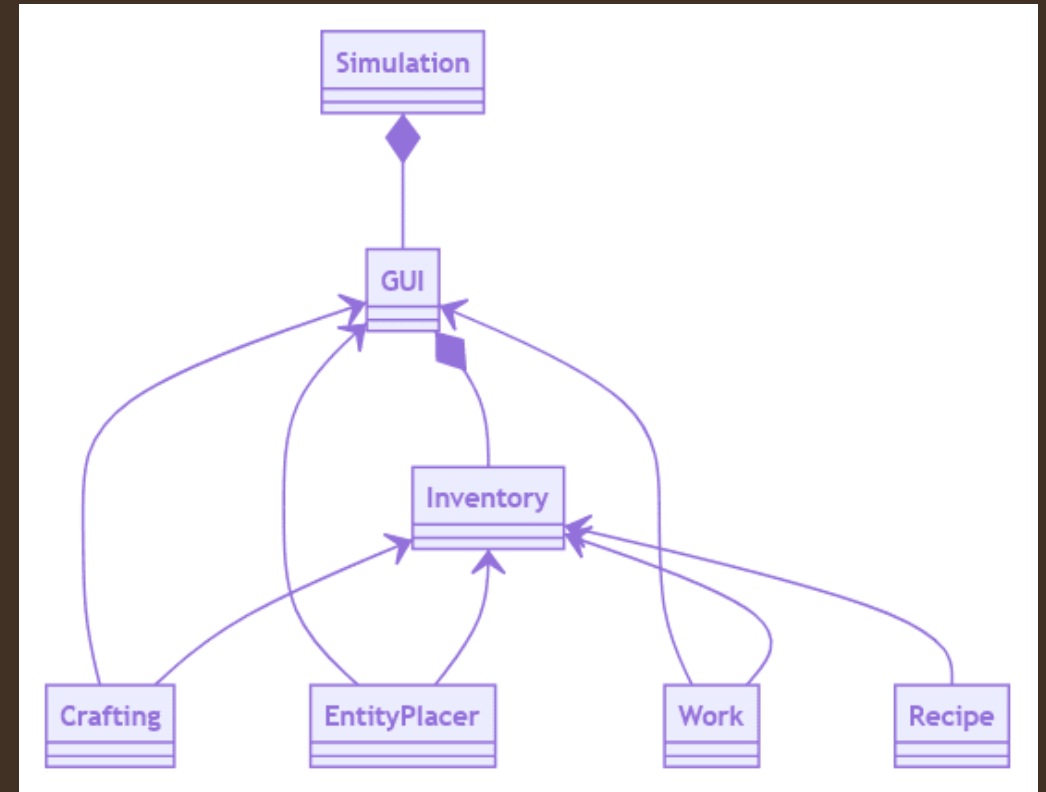 Simulation
GUI
Inventory
Crafting
EntityPlacer
Work
Recipe